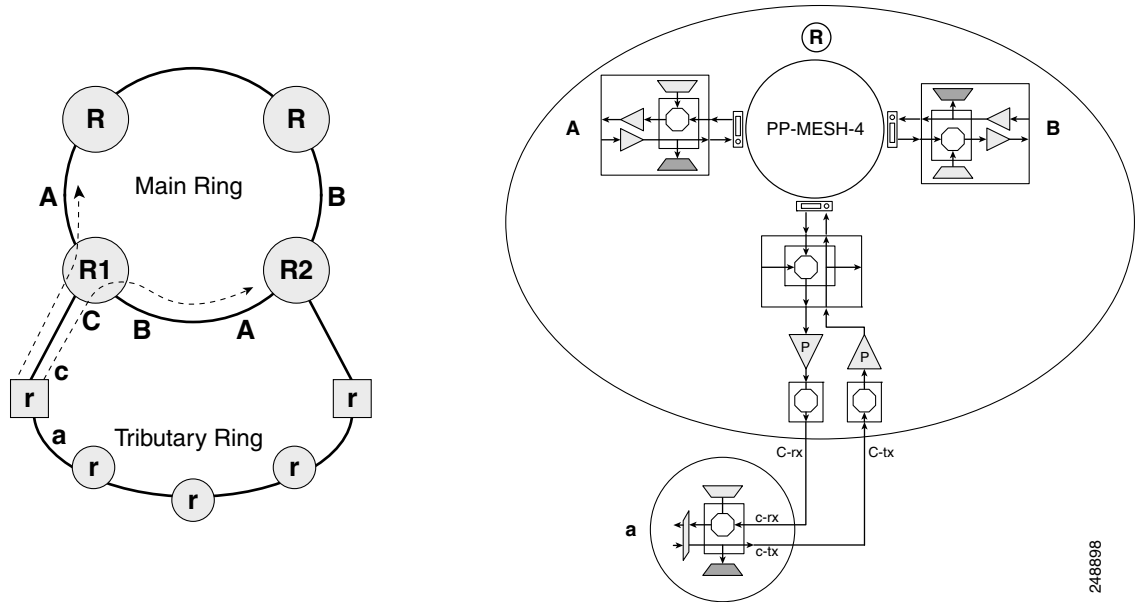 R
R
Main Ring
A
B
R1
R2
C
B
A
c
r
r
a
Tributary Ring
r
r
r
R
A
PP-MESH-4
B
P
P
C-rx
C-tx
a
c-rx
c-tx
248898